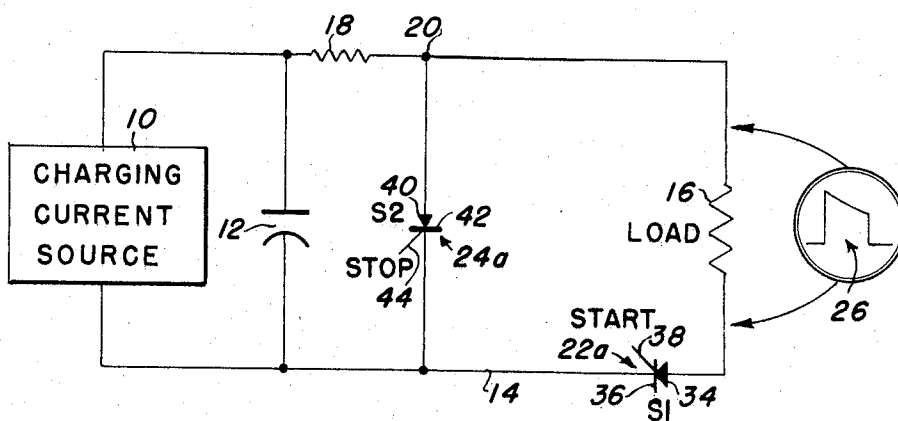 18
20
10
CHARGING
CURRENT
SOURCE
12
40
S2
42
STOP
24a
44
16
LOAD
26
START
38
22a
14
36
34
S1